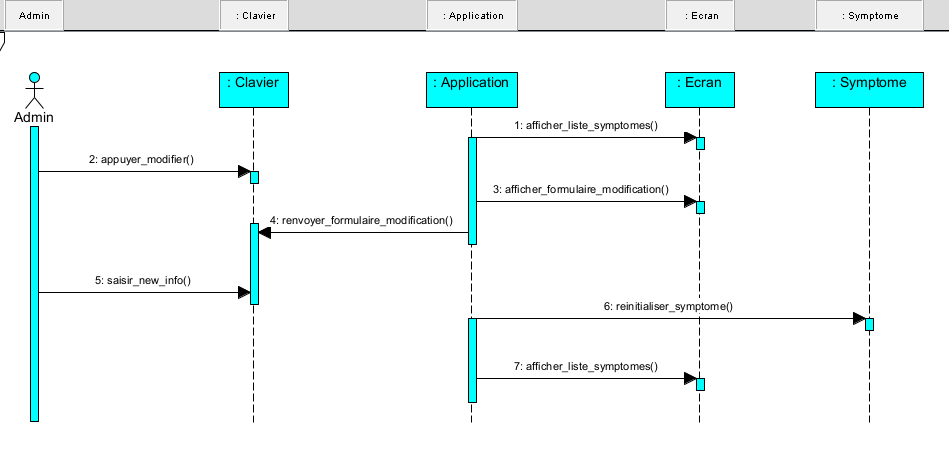 Admin
: Clavier
: Application
: Ecran
: Symptome
: Clavier
: Application
: Ecran
: Symptome
Admin
1: afficher_liste_symptomes()
2: appuyer_modifier()
3: afficher_formulaire_modification()
4: renvoyer_formulaire_modification()
5: saisir_new_info()
6: reinitialiser_symptome()
7: afficher_liste_symptomes()